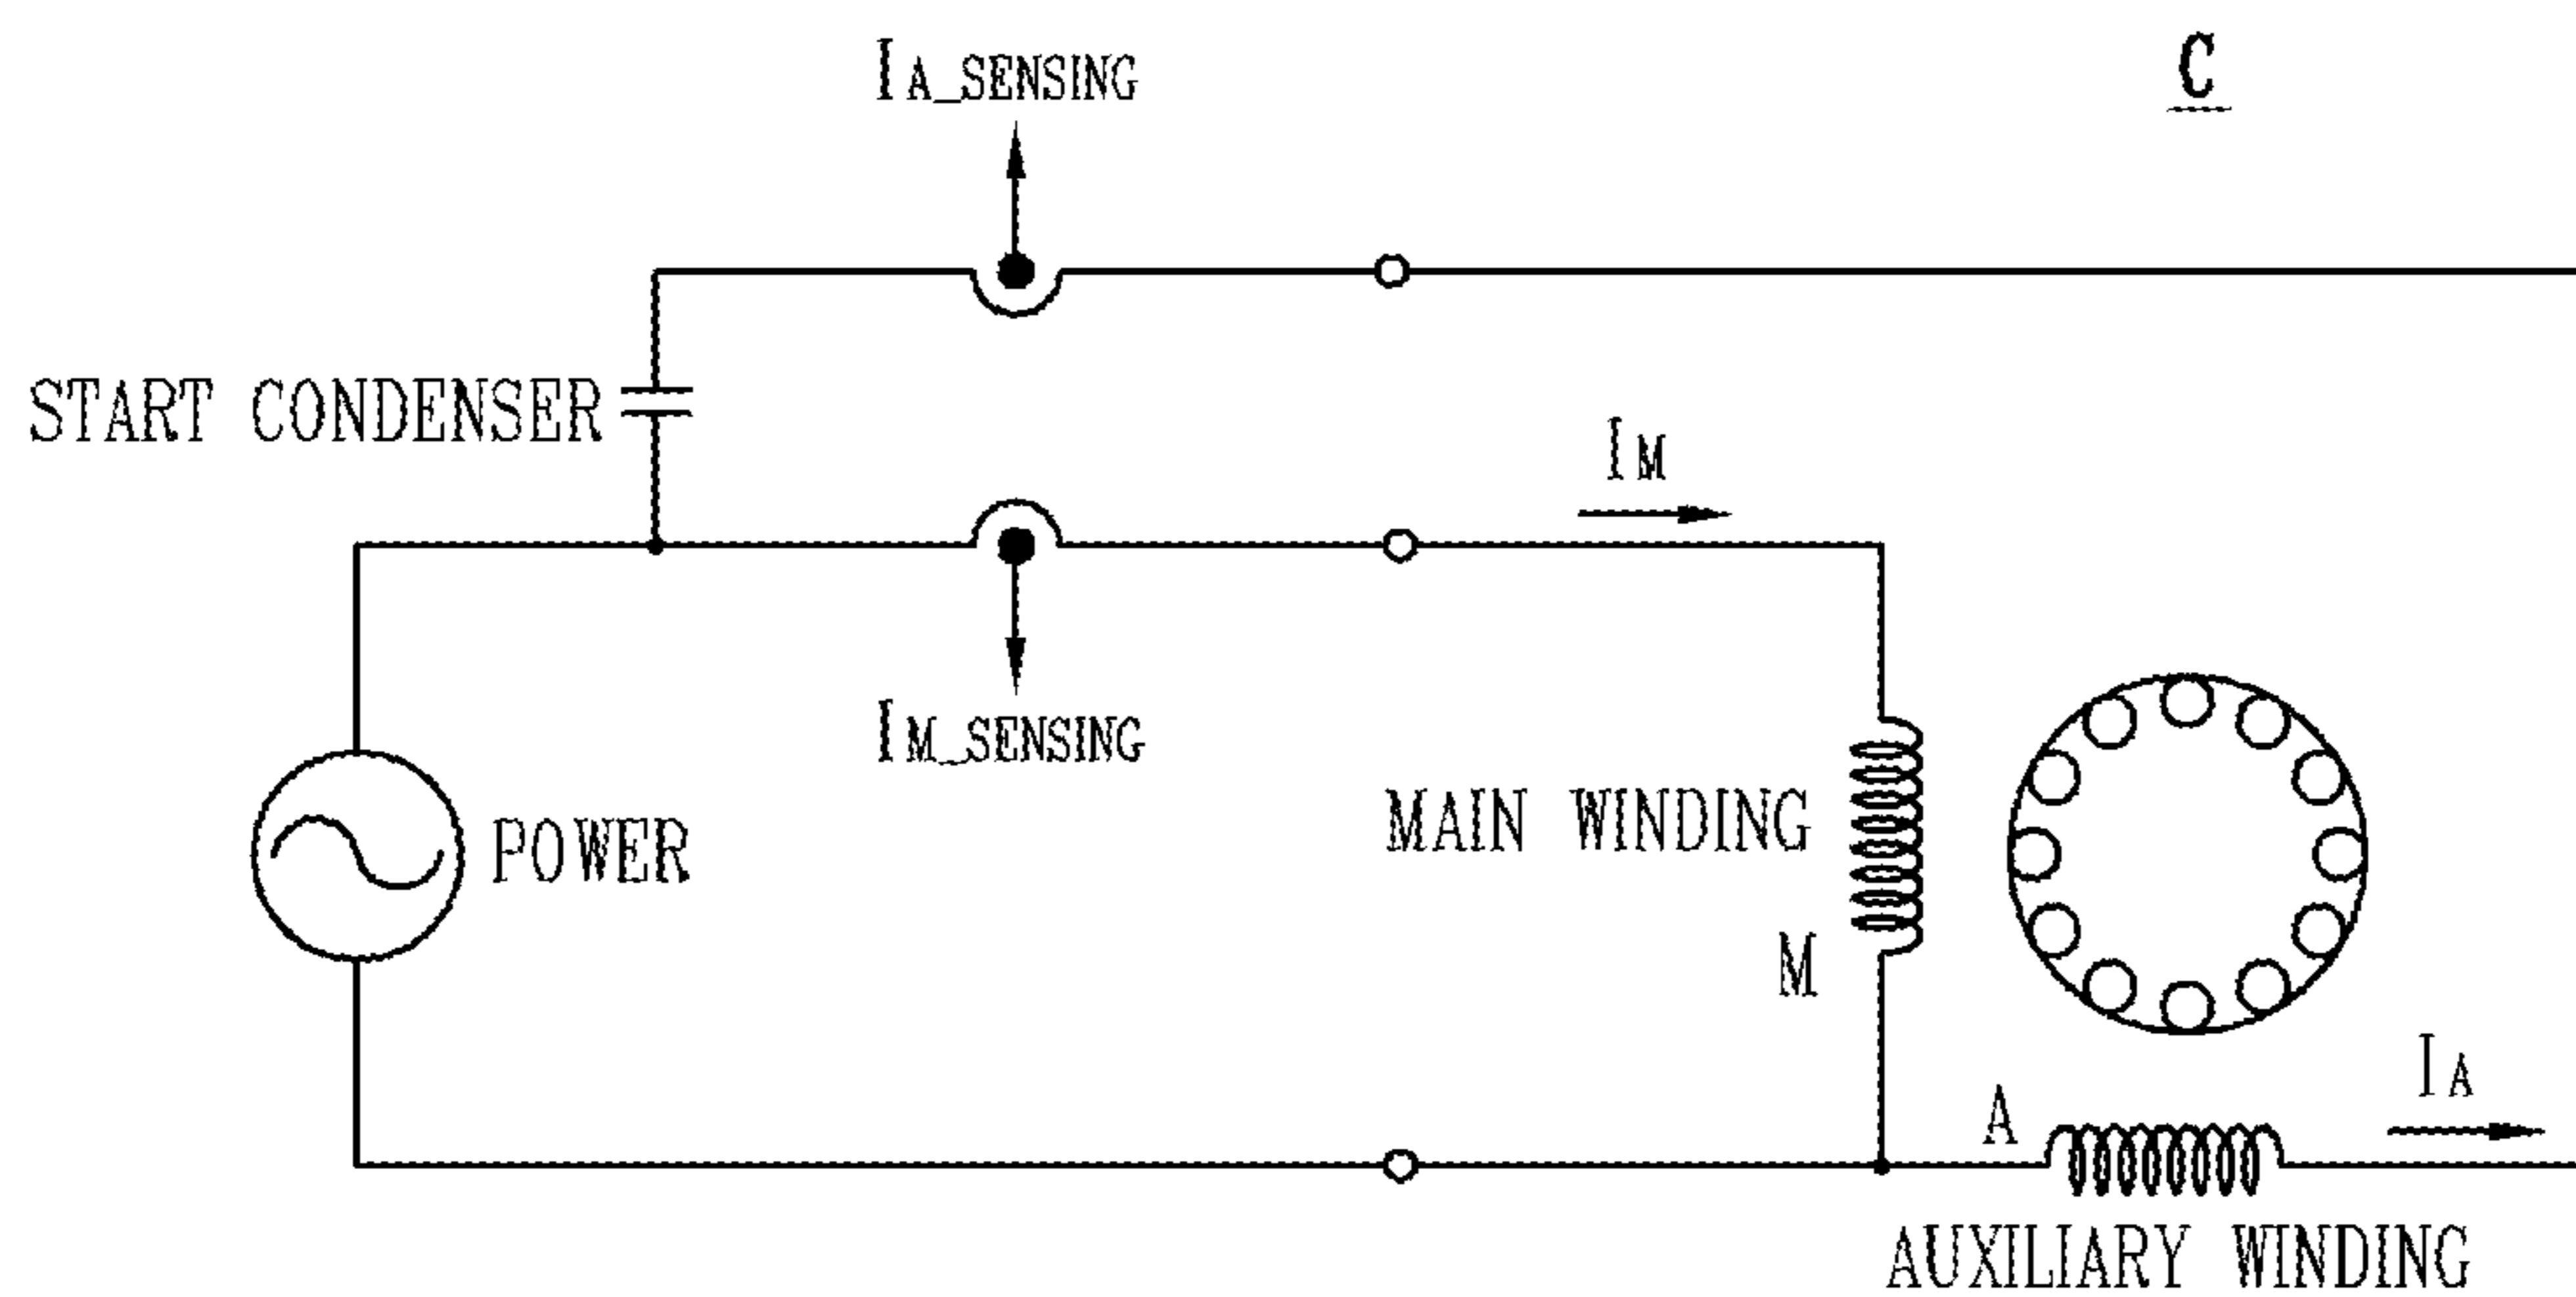 IA_SENSING
C
START CONDENSER
IM
IM_SENSING
POWER
MAIN WINDING
M
A
IA
AUXILIARY WINDING